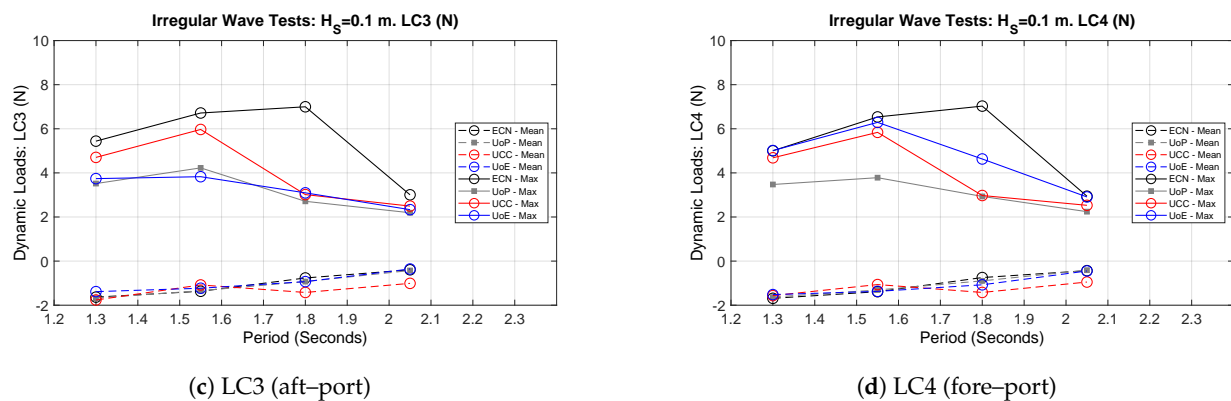 Irregular Wave Tests: H_S=0.1 m. LC3 (N)
Dynamic Loads: LC3 (N)
10
8
6
4
2
0
-2
1.2 1.3 1.4 1.5 1.6 1.7 1.8 1.9 2 2.1 2.2 2.3
Period (Seconds)
ECN - Mean
UoP - Mean
UCC - Mean
UoE - Mean
ECN - Max
UoP - Max
UCC - Max
UoE - Max
(c) LC3 (aft–port)
Irregular Wave Tests: H_S=0.1 m. LC4 (N)
Dynamic Loads: LC4 (N)
10
8
6
4
2
0
-2
1.2 1.3 1.4 1.5 1.6 1.7 1.8 1.9 2 2.1 2.2 2.3
Period (Seconds)
ECN - Mean
UoP - Mean
UCC - Mean
UoE - Mean
ECN - Max
UoP - Max
UCC - Max
UoE - Max
(d) LC4 (fore–port)